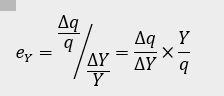 e_Y = (Δq/q) / (ΔY/Y) = Δq/ΔY × Y/q